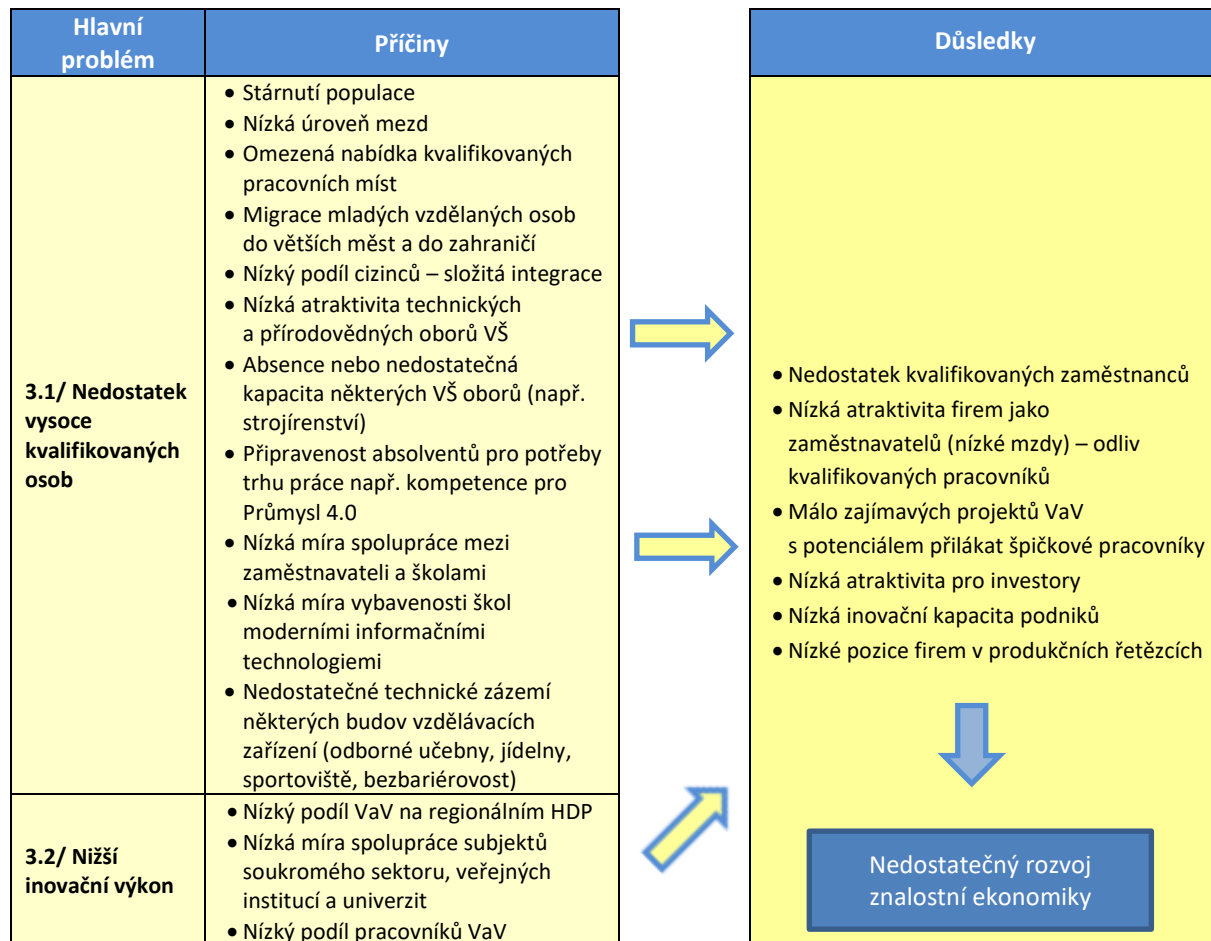 Hlavní
problém
Příčiny
Důsledky
3.1/ Nedostatek
vysoce
kvalifikovaných
osob
• Stárnutí populace
• Nízká úroveň mezd
• Omezená nabídka kvalifikovaných
pracovních míst
• Migrace mladých vzdělaných osob
do větších měst a do zahraničí
• Nízký podíl cizinců – složitá integrace
• Nízká atraktivita technických
a přírodovědných oborů VŠ
• Absence nebo nedostatečná
kapacita některých VŠ oborů (např.
strojírenství)
• Připravenost absolventů pro potřeby
trhu práce např. kompetence pro
Průmysl 4.0
• Nízká míra spolupráce mezi
zaměstnavateli a školami
• Nízká míra vybavenosti škol
moderními informačními
technologiemi
• Nedostatečné technické zázemí
některých budov vzdělávacích
zařízení (odborné učebny, jídelny,
sportoviště, bezbariérovost)
3.2/ Nižší
inovační výkon
• Nízký podíl VaV na regionálním HDP
• Nízká míra spolupráce subjektů
soukromého sektoru, veřejných
institucí a univerzit
• Nízký podíl pracovníků VaV
• Nedostatek kvalifikovaných zaměstnanců
• Nízká atraktivita firem jako
zaměstnavatelů (nízké mzdy) – odliv
kvalifikovaných pracovníků
• Málo zajímavých projektů VaV
s potenciálem přilákat špičkové pracovníky
• Nízká atraktivita pro investory
• Nízká inovační kapacita podniků
• Nízké pozice firem v produkčních řetězcích
Nedostatečný rozvoj
znalostní ekonomiky